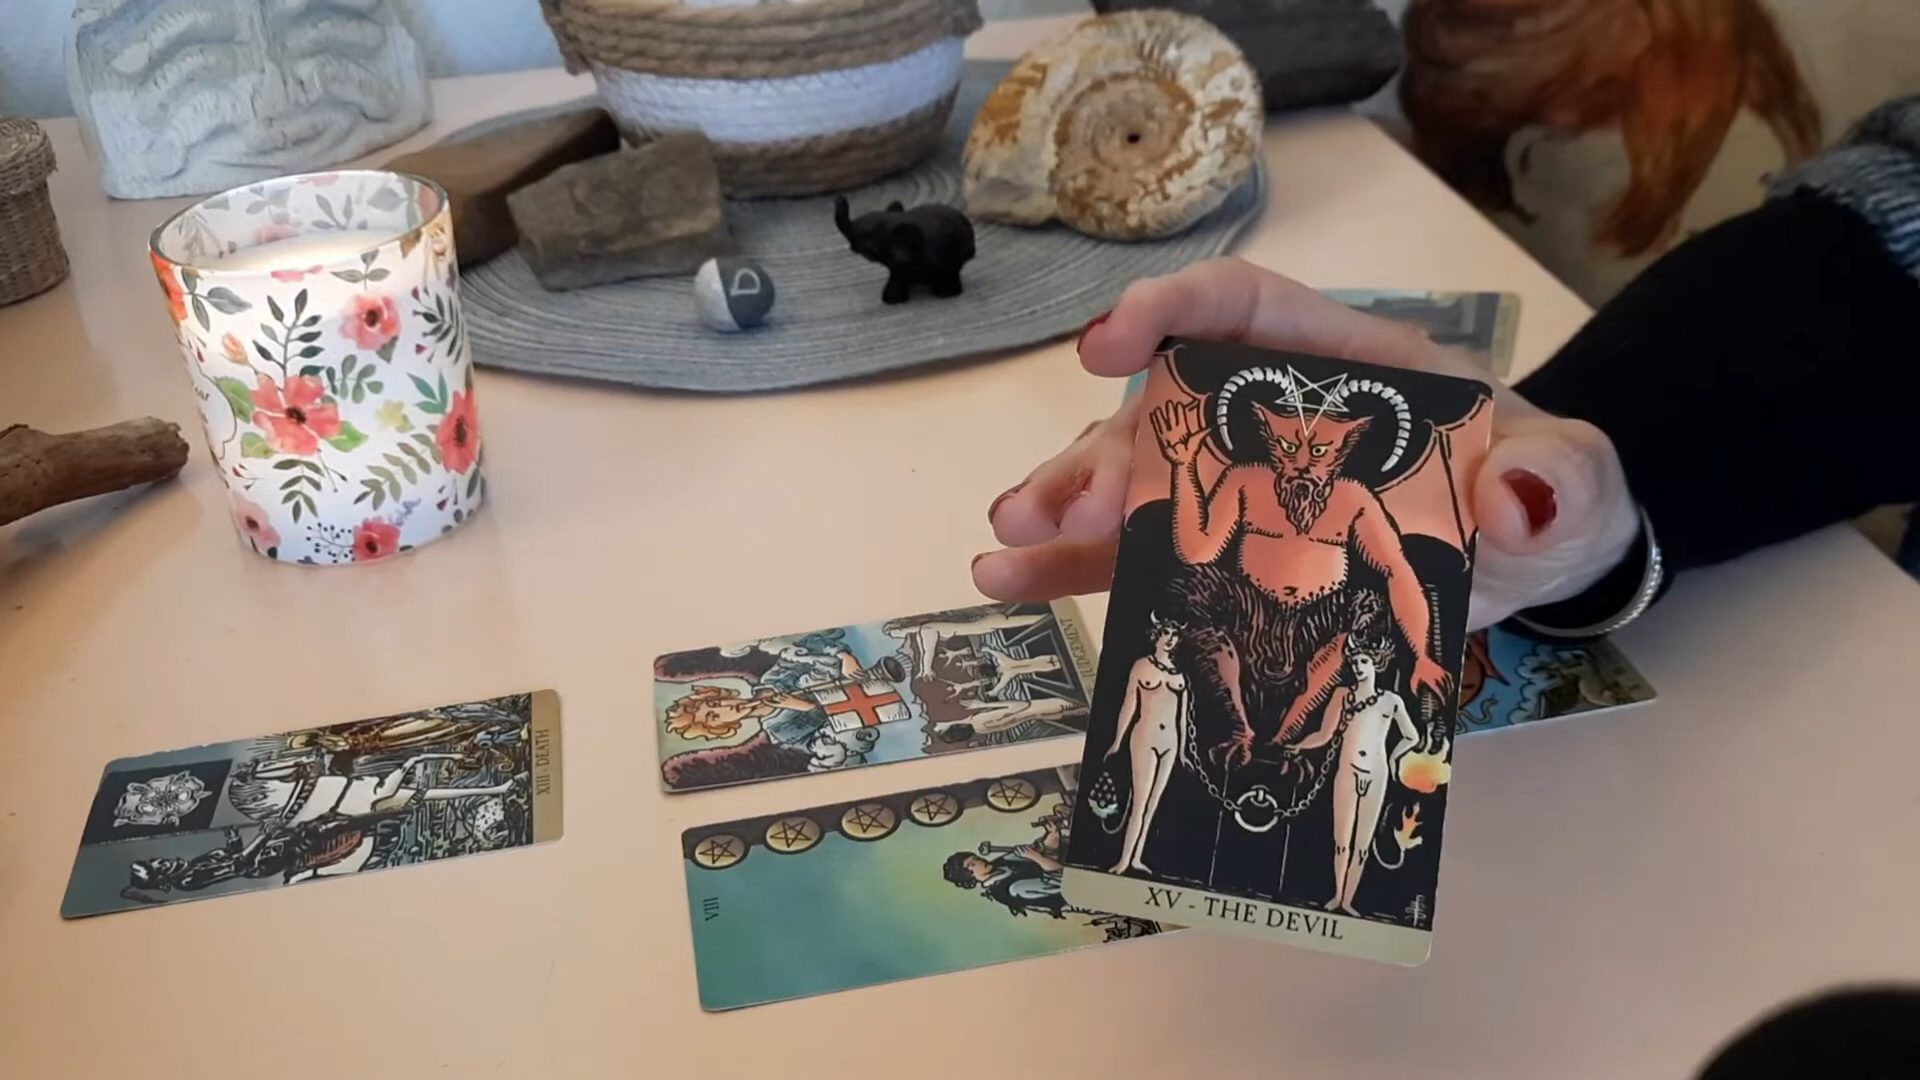 D
JUDGEMENT
XIII - DEATH
VIII
XV - THE DEVIL